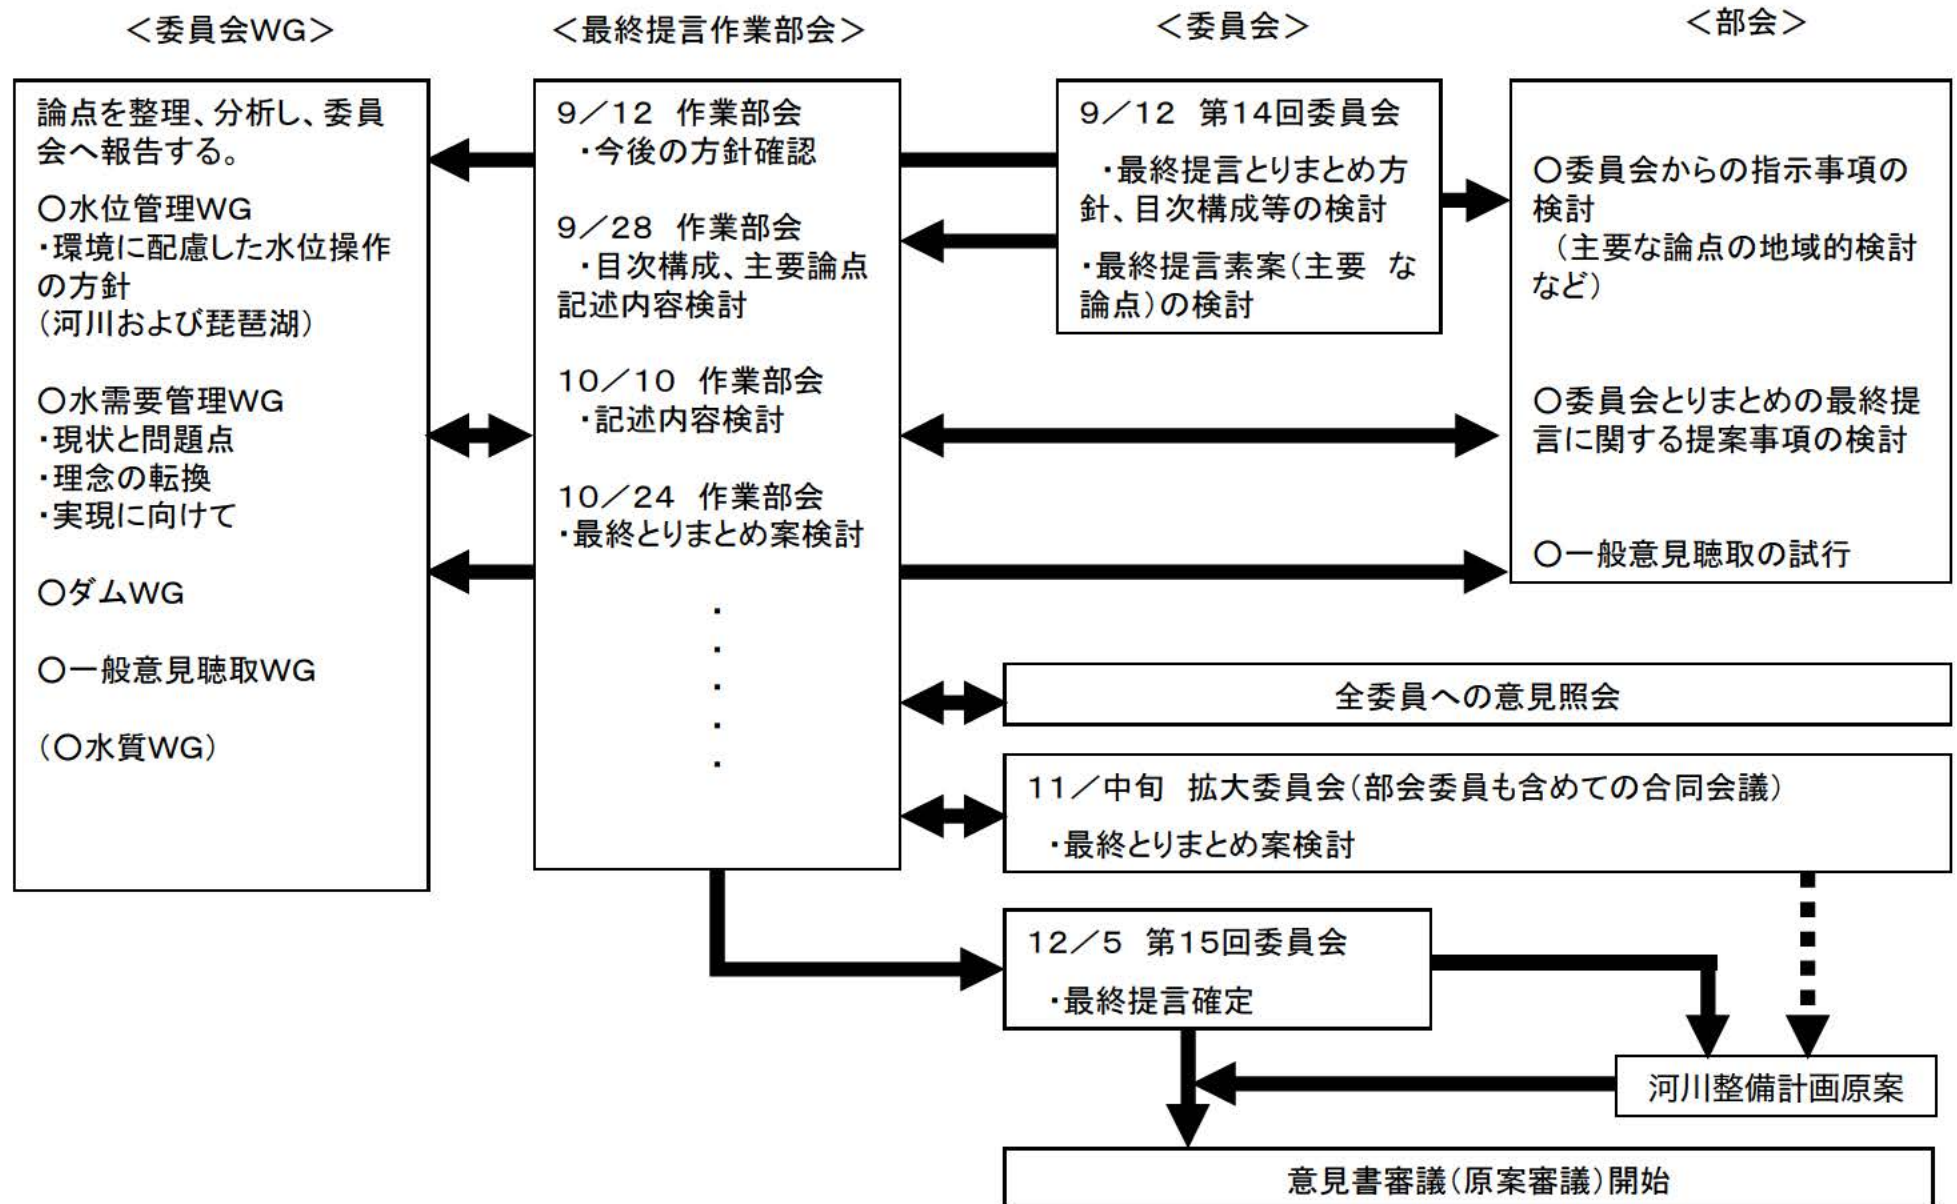 ＜委員会WG＞
論点を整理、分析し、委員
会へ報告する。
○水位管理WG
・環境に配慮した水位操作
の方針
（河川および琵琶湖）
○水需要管理WG
・現状と問題点
・理念の転換
・実現に向けて
○ダムWG
○一般意見聴取WG
（○水質WG）
＜最終提言作業部会＞
9／12 作業部会
・今後の方針確認
9／28 作業部会
・目次構成、主要論点
記述内容検討
10／10 作業部会
・記述内容検討
10／24 作業部会
・最終とりまとめ案検討
・
・
・
・
・
＜委員会＞
9／12 第14回委員会
・最終提言とりまとめ方
針、目次構成等の検討
・最終提言素案（主要 な
論点）の検討
＜部会＞
○委員会からの指示事項の
検討
（主要な論点の地域的検討
など）
○委員会とりまとめの最終提
言に関する提案事項の検討
○一般意見聴取の試行
全委員への意見照会
11／中旬 拡大委員会（部会委員も含めての合同会議）
・最終とりまとめ案検討
12／5 第15回委員会
・最終提言確定
河川整備計画原案
意見書審議（原案審議）開始